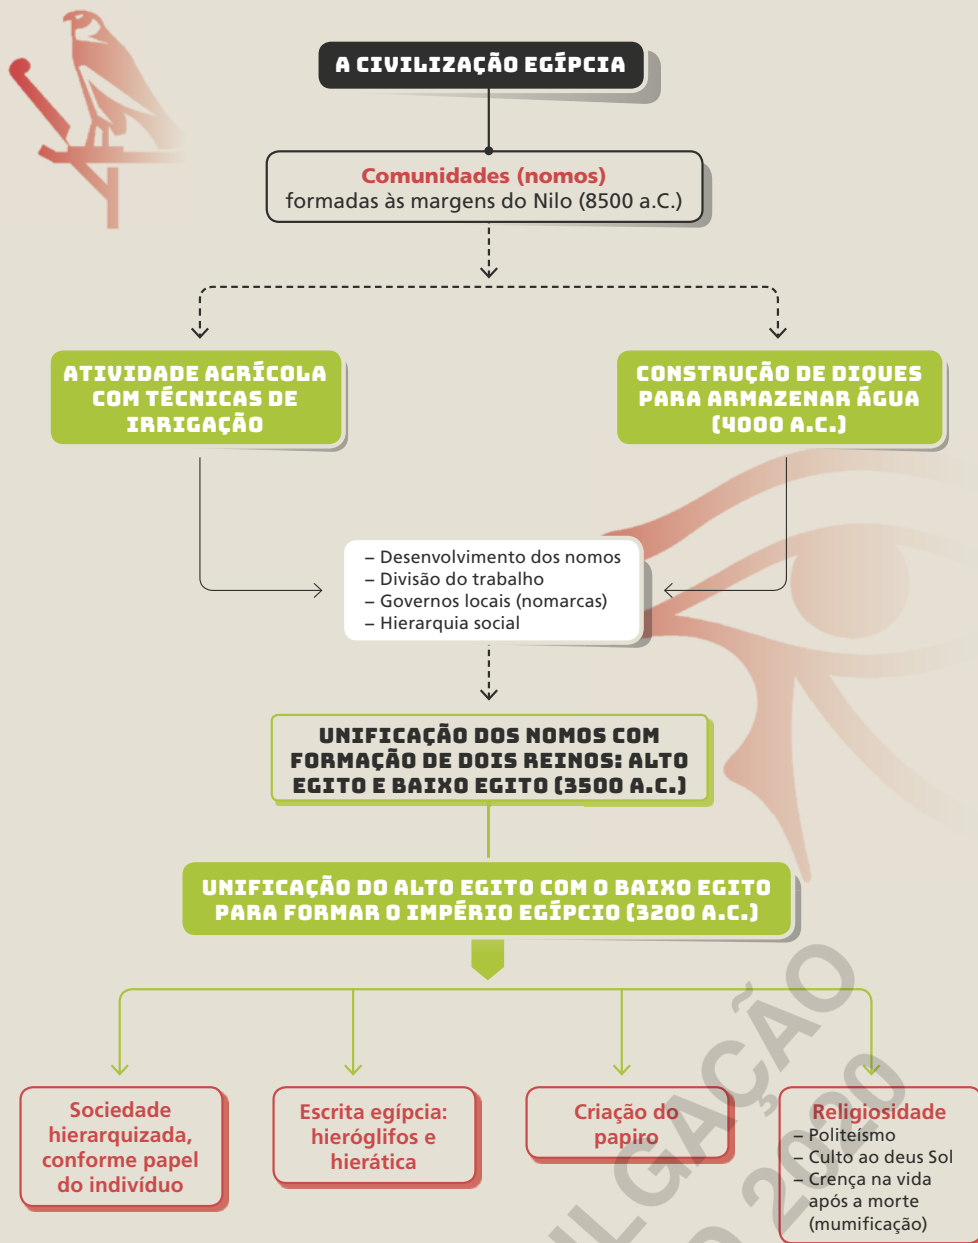 A CIVILIZAÇÃO EGÍPCIA
Comunidades (nomos)
formadas às margens do Nilo (8500 a.C.)
ATIVIDADE AGRÍCOLA
COM TÉCNICAS DE
IRRIGAÇÃO
CONSTRUÇÃO DE DIQUES
PARA ARMAZENAR ÁGUA
(4000 A.C.)
– Desenvolvimento dos nomos
– Divisão do trabalho
– Governos locais (nomarcas)
– Hierarquia social
UNIFICAÇÃO DOS NOMOS COM
FORMAÇÃO DE DOIS REINOS: ALTO
EGITO E BAIXO EGITO (3500 A.C.)
UNIFICAÇÃO DO ALTO EGITO COM O BAIXO EGITO
PARA FORMAR O IMPÉRIO EGÍPCIO (3200 A.C.)
Sociedade
hierarquizada,
conforme papel
do indivíduo
Escrita egípcia:
hieróglifos e
hierática
Criação do
papiro
Religiosidade
– Politeísmo
– Culto ao deus Sol
– Crença na vida
após a morte
(mumificação)
LGAÇÃO
2020